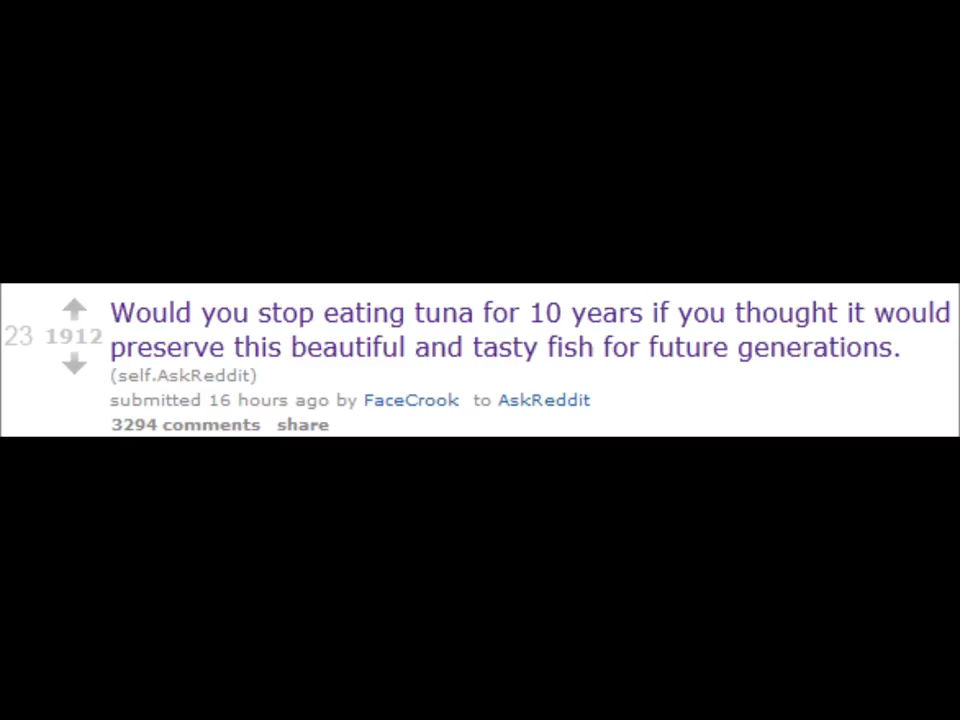 Would you stop eating tuna for 10 years if you thought it would
23 1912 preserve this beautiful and tasty fish for future generations.
(self.AskReddit)
submitted 16 hours ago by FaceCrook to AskReddit
3294 comments share